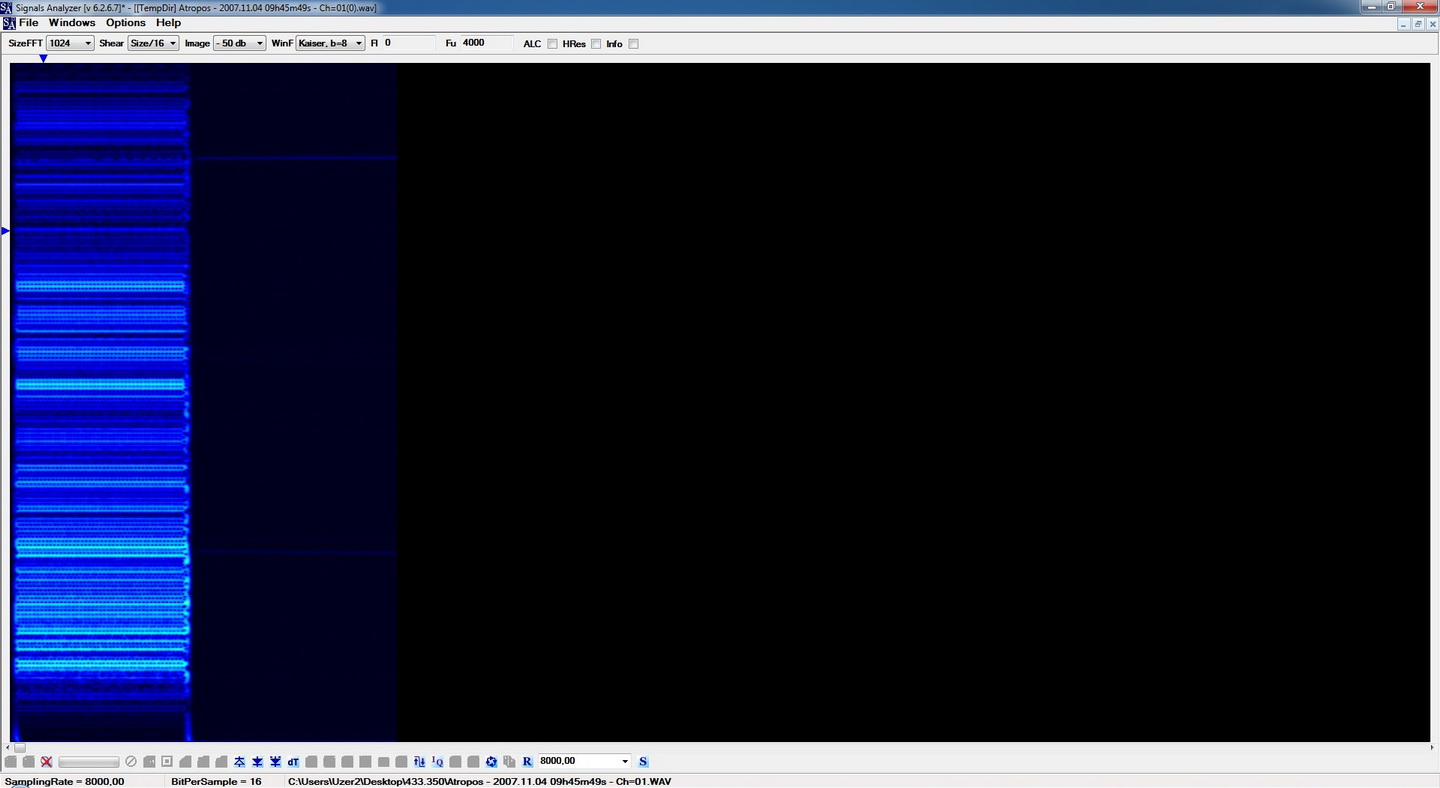 Signals Analyzer [v 6.2.6.7]* - [[TempDir] Atropos - 2007.11.04 09h45m49s - Ch=01(0).wav]
SA File Windows Options Help
SizeFFT 1024 Shear Size/16 Image - 50 db WinF Kaiser, b=8 Fl 0 Fu 4000 ALC HRes Info
dT IQ R 8000,00 S
SamplingRate = 8000,00 BitPerSample = 16 C:\Users\Uzer2\Desktop\433.350\Atropos - 2007.11.04 09h45m49s - Ch=01.WAV